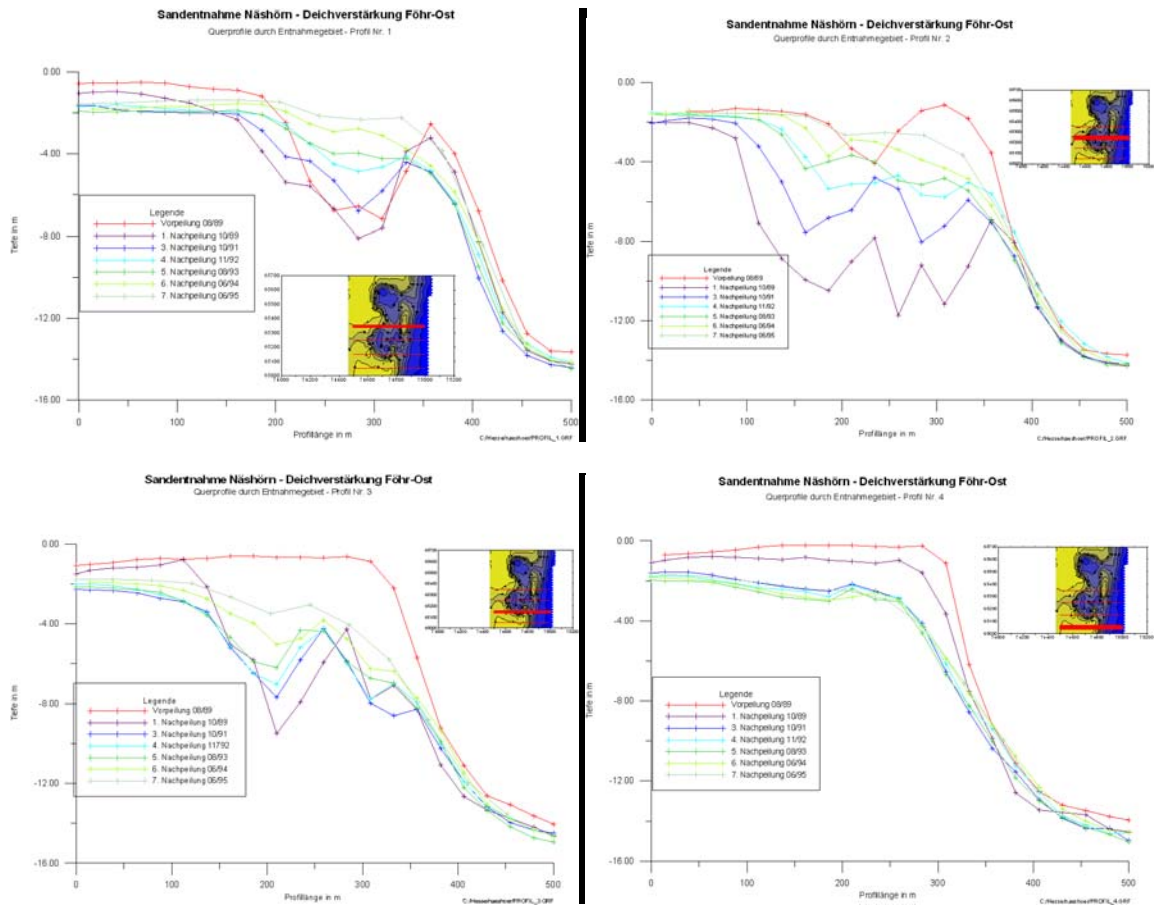 Sandentnahme Näshörn - Deichverstärkung Föhr-Ost
Querprofile durch Entnahmegebiet - Profil Nr. 1
0.00
-4.00
-8.00
-12.00
-16.00
Tiefe in m
Legende
Vorpeilung 08/89
1. Nachpeilung 10/89
3. Nachpeilung 10/91
4. Nachpeilung 11/92
5. Nachpeilung 08/93
6. Nachpeilung 06/94
7. Nachpeilung 06/95
0 100 200 300 400 500
Profillänge in m
Sandentnahme Näshörn - Deichverstärkung Föhr-Ost
Querprofile durch Entnahmegebiet - Profil Nr. 2
0.00
-4.00
-8.00
-12.00
-16.00
Tiefe in m
Legende
Vorpeilung 08/89
1. Nachpeilung 10/89
3. Nachpeilung 10/91
4. Nachpeilung 11/92
5. Nachpeilung 08/93
6. Nachpeilung 06/94
7. Nachpeilung 06/95
0 100 200 300 400 500
Profillänge in m
Sandentnahme Näshörn - Deichverstärkung Föhr-Ost
Querprofile durch Entnahmegebiet - Profil Nr. 3
0.00
-4.00
-8.00
-12.00
-16.00
Tiefe in m
Legende
Vorpeilung 08/89
1. Nachpeilung 10/89
3. Nachpeilung 10/91
4. Nachpeilung 11/92
5. Nachpeilung 08/93
6. Nachpeilung 06/94
7. Nachpeilung 06/95
0 100 200 300 400 500
Profillänge in m
Sandentnahme Näshörn - Deichverstärkung Föhr-Ost
Querprofile durch Entnahmegebiet - Profil Nr. 4
0.00
-4.00
-8.00
-12.00
-16.00
Tiefe in m
Legende
Vorpeilung 08/89
1. Nachpeilung 10/89
3. Nachpeilung 10/91
4. Nachpeilung 11/92
5. Nachpeilung 08/93
6. Nachpeilung 06/94
7. Nachpeilung 06/95
0 100 200 300 400 500
Profillänge in m